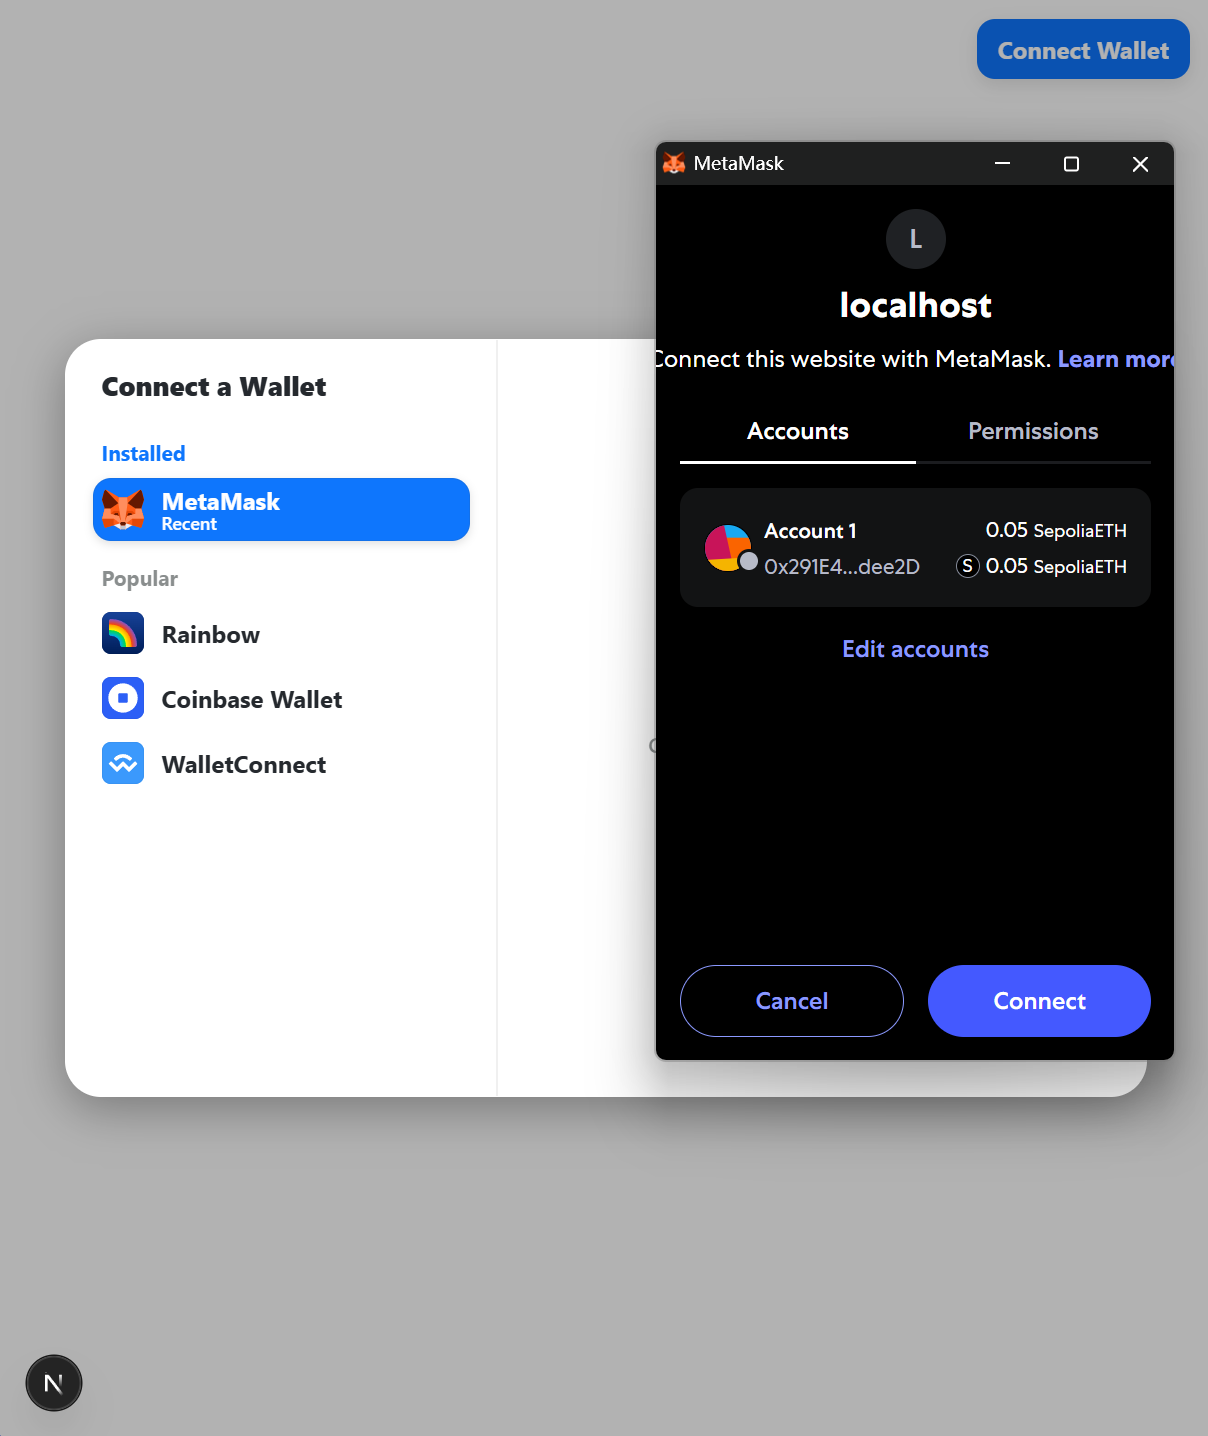 Connect Wallet
Connect a Wallet
Installed
MetaMask
Recent
Popular
Rainbow
Coinbase Wallet
WalletConnect
MetaMask
L
localhost
Connect this website with MetaMask. Learn more
Accounts
Permissions
Account 1
0.05 SepoliaETH
0x291E4...dee2D
S 0.05 SepoliaETH
Edit accounts
Cancel
Connect
N